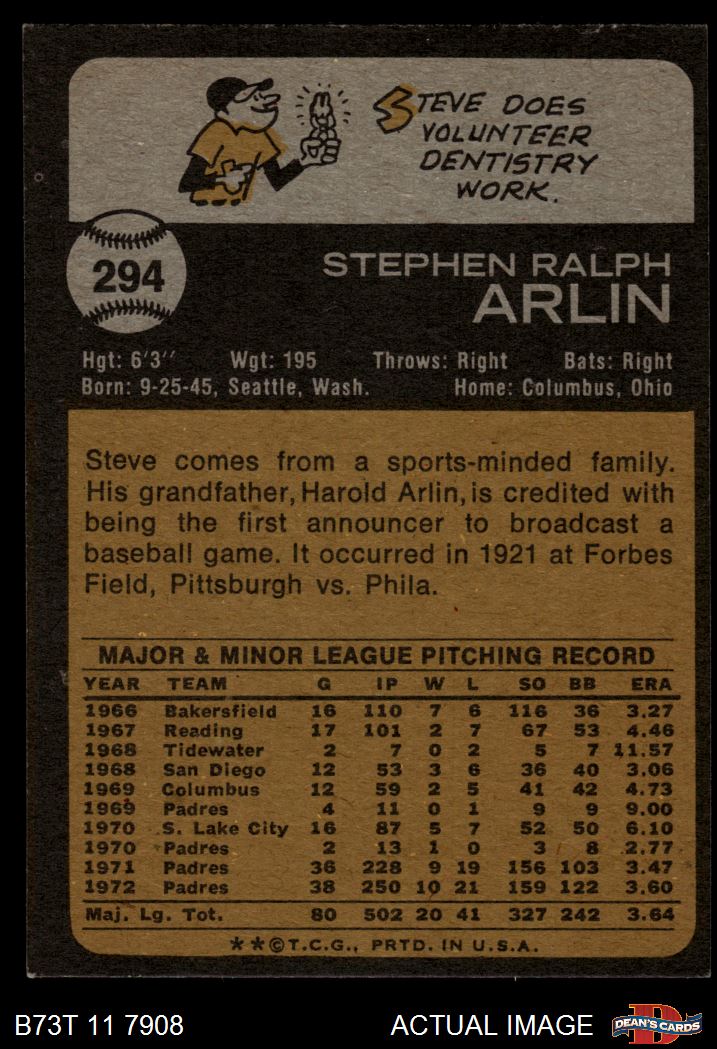 STEVE DOES
VOLUNTEER
DENTISTRY
WORK.
294
STEPHEN RALPH
ARLIN
Hgt: 6'3" Wgt: 195 Throws: Right Bats: Right
Born: 9-25-45, Seattle, Wash. Home: Columbus, Ohio
Steve comes from a sports-minded family.
His grandfather, Harold Arlin, is credited with
being the first announcer to broadcast a
baseball game. It occurred in 1921 at Forbes
Field, Pittsburgh vs. Phila.
MAJOR & MINOR LEAGUE PITCHING RECORD
YEAR TEAM G IP W L SO BB ERA
1966 Bakersfield 16 110 7 6 116 36 3.27
1967 Reading 17 101 2 7 67 53 4.46
1968 Tidewater 2 7 0 2 5 7 11.57
1968 San Diego 12 53 3 6 36 40 3.06
1969 Columbus 12 59 2 5 41 42 4.73
1969 Padres 4 11 0 1 9 9 9.00
1970 S. Lake City 16 87 5 7 52 50 6.10
1970 Padres 2 13 1 0 3 8 2.77
1971 Padres 36 228 9 19 156 103 3.47
1972 Padres 38 250 10 21 159 122 3.60
Maj. Lg. Tot. 80 502 20 41 327 242 3.64
**©T.C.G., PRTD. IN U.S.A.
B73T 11 7908 ACTUAL IMAGE DEAN'S CARDS